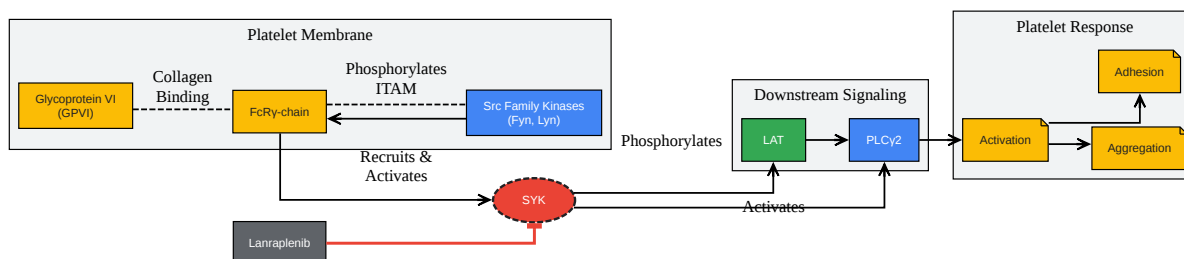 Platelet Membrane
Glycoprotein VI
(GPVI)
Collagen
Binding
FcRγ-chain
Phosphorylates
ITAM
Src Family Kinases
(Fyn, Lyn)
Recruits &
Activates
SYK
Lanraplenib
Phosphorylates
Downstream Signaling
LAT
PLCγ2
Activates
Platelet Response
Activation
Adhesion
Aggregation